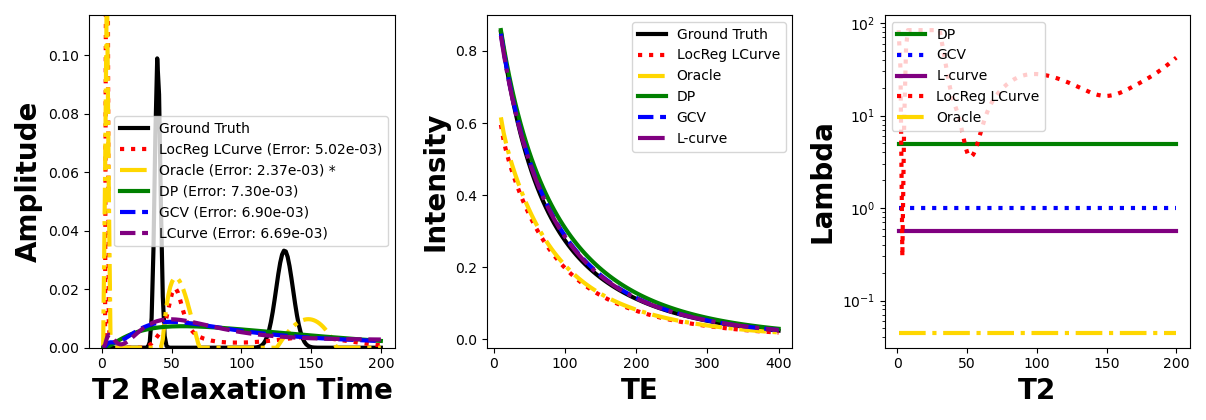 0.10
0.08
0.06
0.04
0.02
0.00
0
50
100
150
200
Amplitude
T2 Relaxation Time
Ground Truth
LocReg LCurve (Error: 5.02e-03)
Oracle (Error: 2.37e-03) *
DP (Error: 7.30e-03)
GCV (Error: 6.90e-03)
LCurve (Error: 6.69e-03)
0.8
0.6
0.4
0.2
0.0
0
100
200
300
400
Intensity
TE
Ground Truth
LocReg LCurve
Oracle
DP
GCV
L-curve
10²
10¹
10⁰
10⁻¹
0
50
100
150
200
Lambda
T2
DP
GCV
L-curve
LocReg LCurve
Oracle